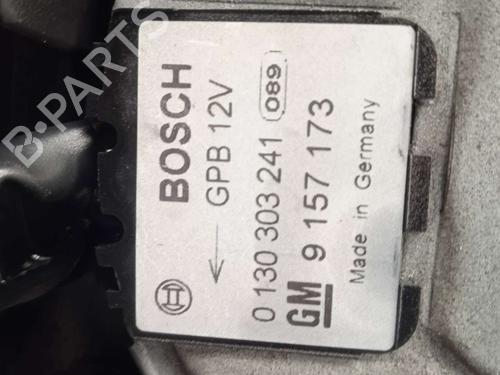 BOSCH
GPB 12V
0 130 303 241 089
GM 9 157 173
Made in Germany
B-PARTS